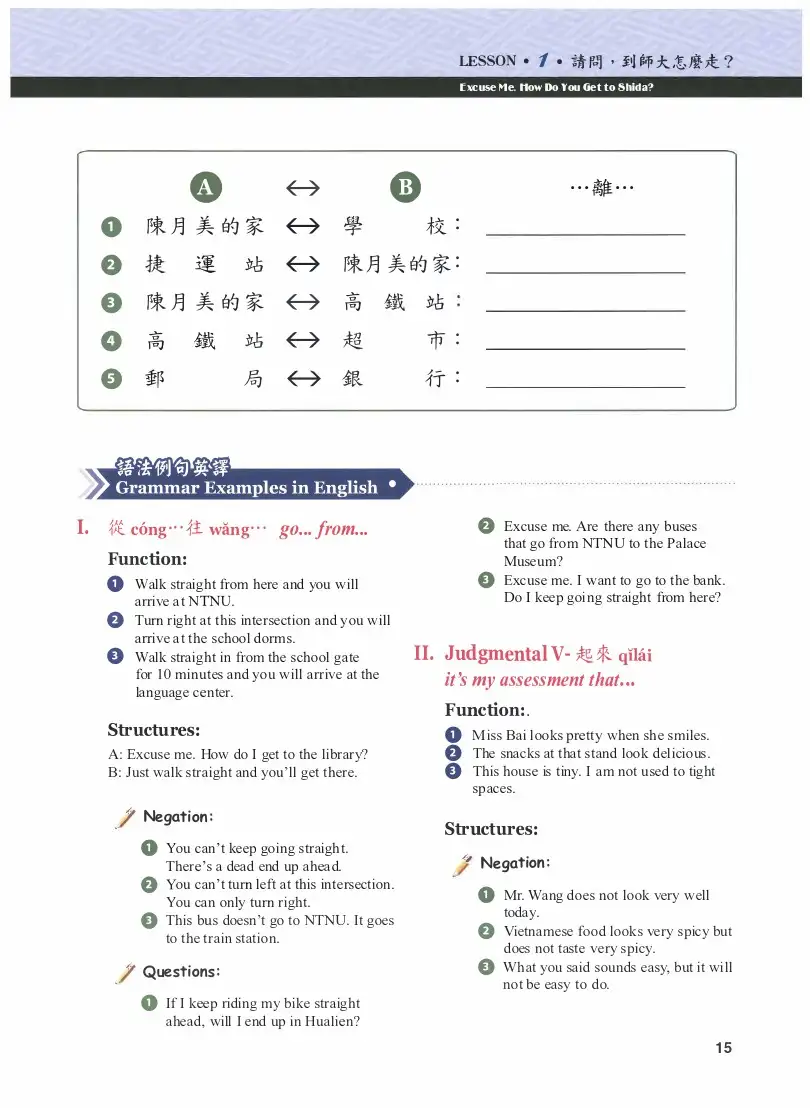 LESSON • 1 • 請問，到師大怎麼走？
Excuse Me. How Do You Get to Shida?
A ↔ B …離…
1 陳月美的家 ↔ 學校：
2 捷運站 ↔ 陳月美的家：
3 陳月美的家 ↔ 高鐵站：
4 高鐵站 ↔ 超市：
5 郵局 ↔ 銀行：
語法例句英譯
Grammar Examples in English
I. 從 cóng…往 wǎng… go... from...
Function:
1 Walk straight from here and you will
arrive at NTNU.
2 Turn right at this intersection and you will
arrive at the school dorms.
3 Walk straight in from the school gate
for 10 minutes and you will arrive at the
language center.
Structures:
A: Excuse me. How do I get to the library?
B: Just walk straight and you'll get there.
Negation:
1 You can't keep going straight.
There's a dead end up ahead.
2 You can't turn left at this intersection.
You can only turn right.
3 This bus doesn't go to NTNU. It goes
to the train station.
Questions:
1 If I keep riding my bike straight
ahead, will I end up in Hualien?
2 Excuse me. Are there any buses
that go from NTNU to the Palace
Museum?
3 Excuse me. I want to go to the bank.
Do I keep going straight from here?
II. Judgmental V- 起來 qǐlái
it's my assessment that...
Function:.
1 Miss Bai looks pretty when she smiles.
2 The snacks at that stand look delicious.
3 This house is tiny. I am not used to tight
spaces.
Structures:
Negation:
1 Mr. Wang does not look very well
today.
2 Vietnamese food looks very spicy but
does not taste very spicy.
3 What you said sounds easy, but it will
not be easy to do.
15